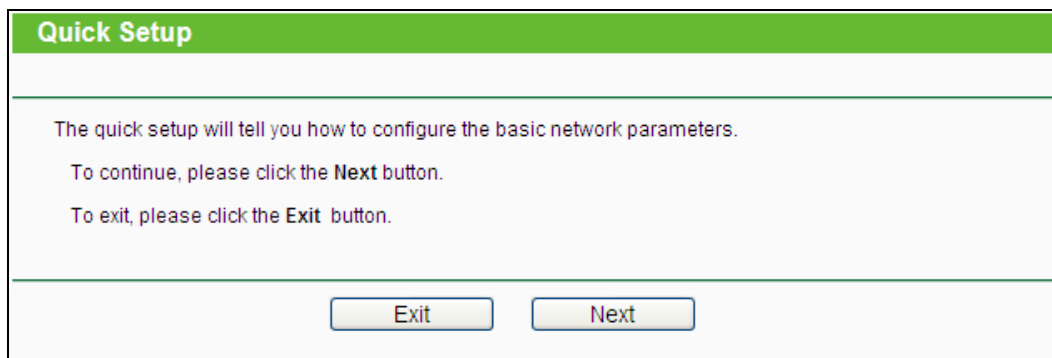 Quick Setup
The quick setup will tell you how to configure the basic network parameters.
To continue, please click the Next button.
To exit, please click the Exit button.
Exit Next